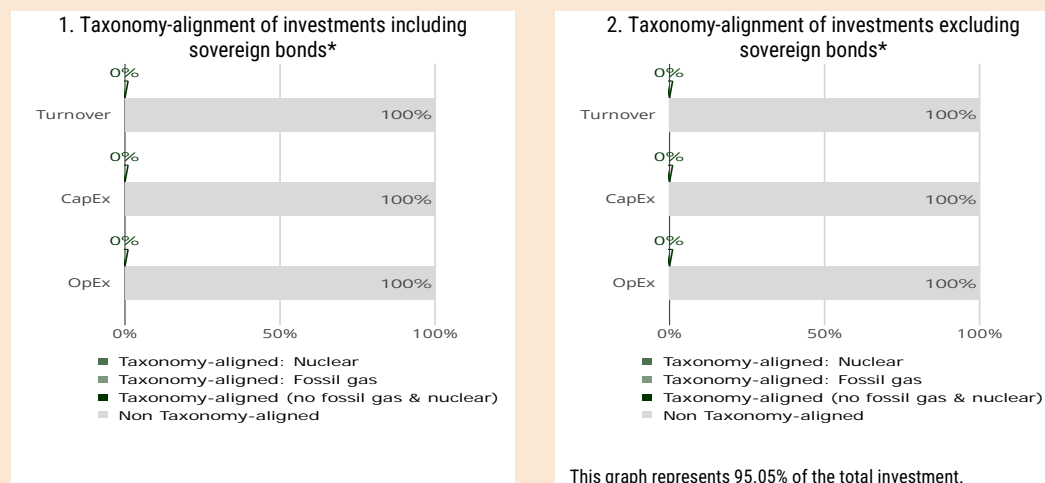 1. Taxonomy-alignment of investments including
sovereign bonds*
0%
Turnover
100%
0%
CapEx
100%
0%
OpEx
100%
0%
50%
100%
Taxonomy-aligned: Nuclear
Taxonomy-aligned: Fossil gas
Taxonomy-aligned (no fossil gas & nuclear)
Non Taxonomy-aligned
2. Taxonomy-alignment of investments excluding
sovereign bonds*
0%
Turnover
100%
0%
CapEx
100%
0%
OpEx
100%
0%
50%
100%
Taxonomy-aligned: Nuclear
Taxonomy-aligned: Fossil gas
Taxonomy-aligned (no fossil gas & nuclear)
Non Taxonomy-aligned
This graph represents 95.05% of the total investment.